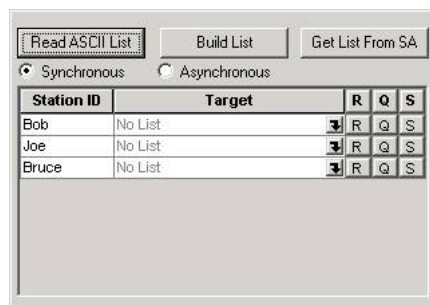 Read ASCII List Build List Get List From SA
Synchronous Asynchronous
Station ID Target R Q S
Bob No List R Q S
Joe No List R Q S
Bruce No List R Q S